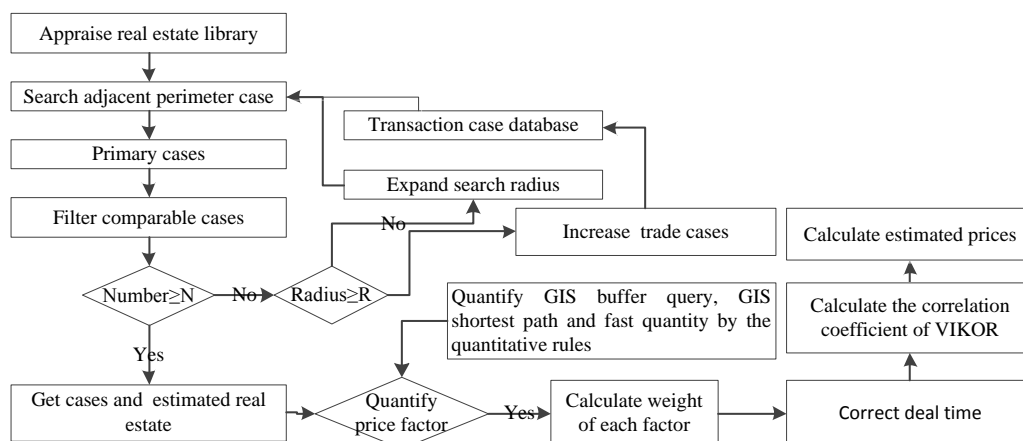 Appraise real estate library
Search adjacent perimeter case
Transaction case database
Primary cases
Expand search radius
Filter comparable cases
No
Increase trade cases
Calculate estimated prices
Number≥N
No
Radius≥R
Quantify GIS buffer query, GIS
shortest path and fast quantity by the
quantitative rules
Calculate the correlation
coefficient of VIKOR
Yes
Get cases and estimated real
estate
Quantify
price factor
Yes
Calculate weight
of each factor
Correct deal time